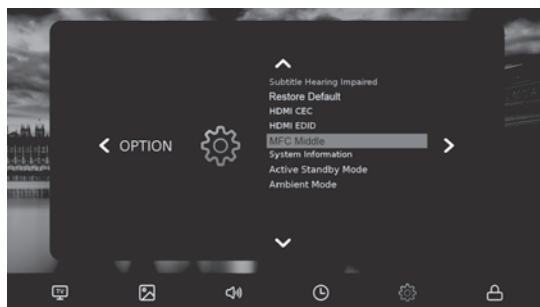 Subtitle Hearing Impaired
Restore Default
HDMI CEC
HDMI EDID
OPTION
MFC Middle
System Information
Active Standby Mode
Ambient Mode
TV